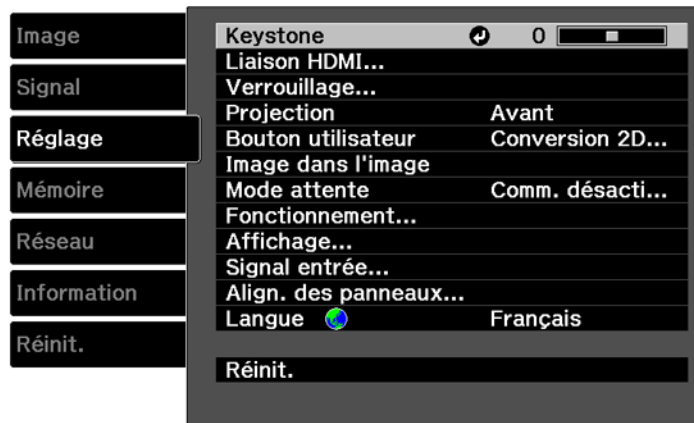 Image
Signal
Réglage
Mémoire
Réseau
Information
Réinit.
Keystone 0
Liaison HDMI...
Verrouillage...
Projection Avant
Bouton utilisateur Conversion 2D...
Image dans l'image
Mode attente Comm. désacti...
Fonctionnement...
Affichage...
Signal entrée...
Align. des panneaux...
Langue Français
Réinit.